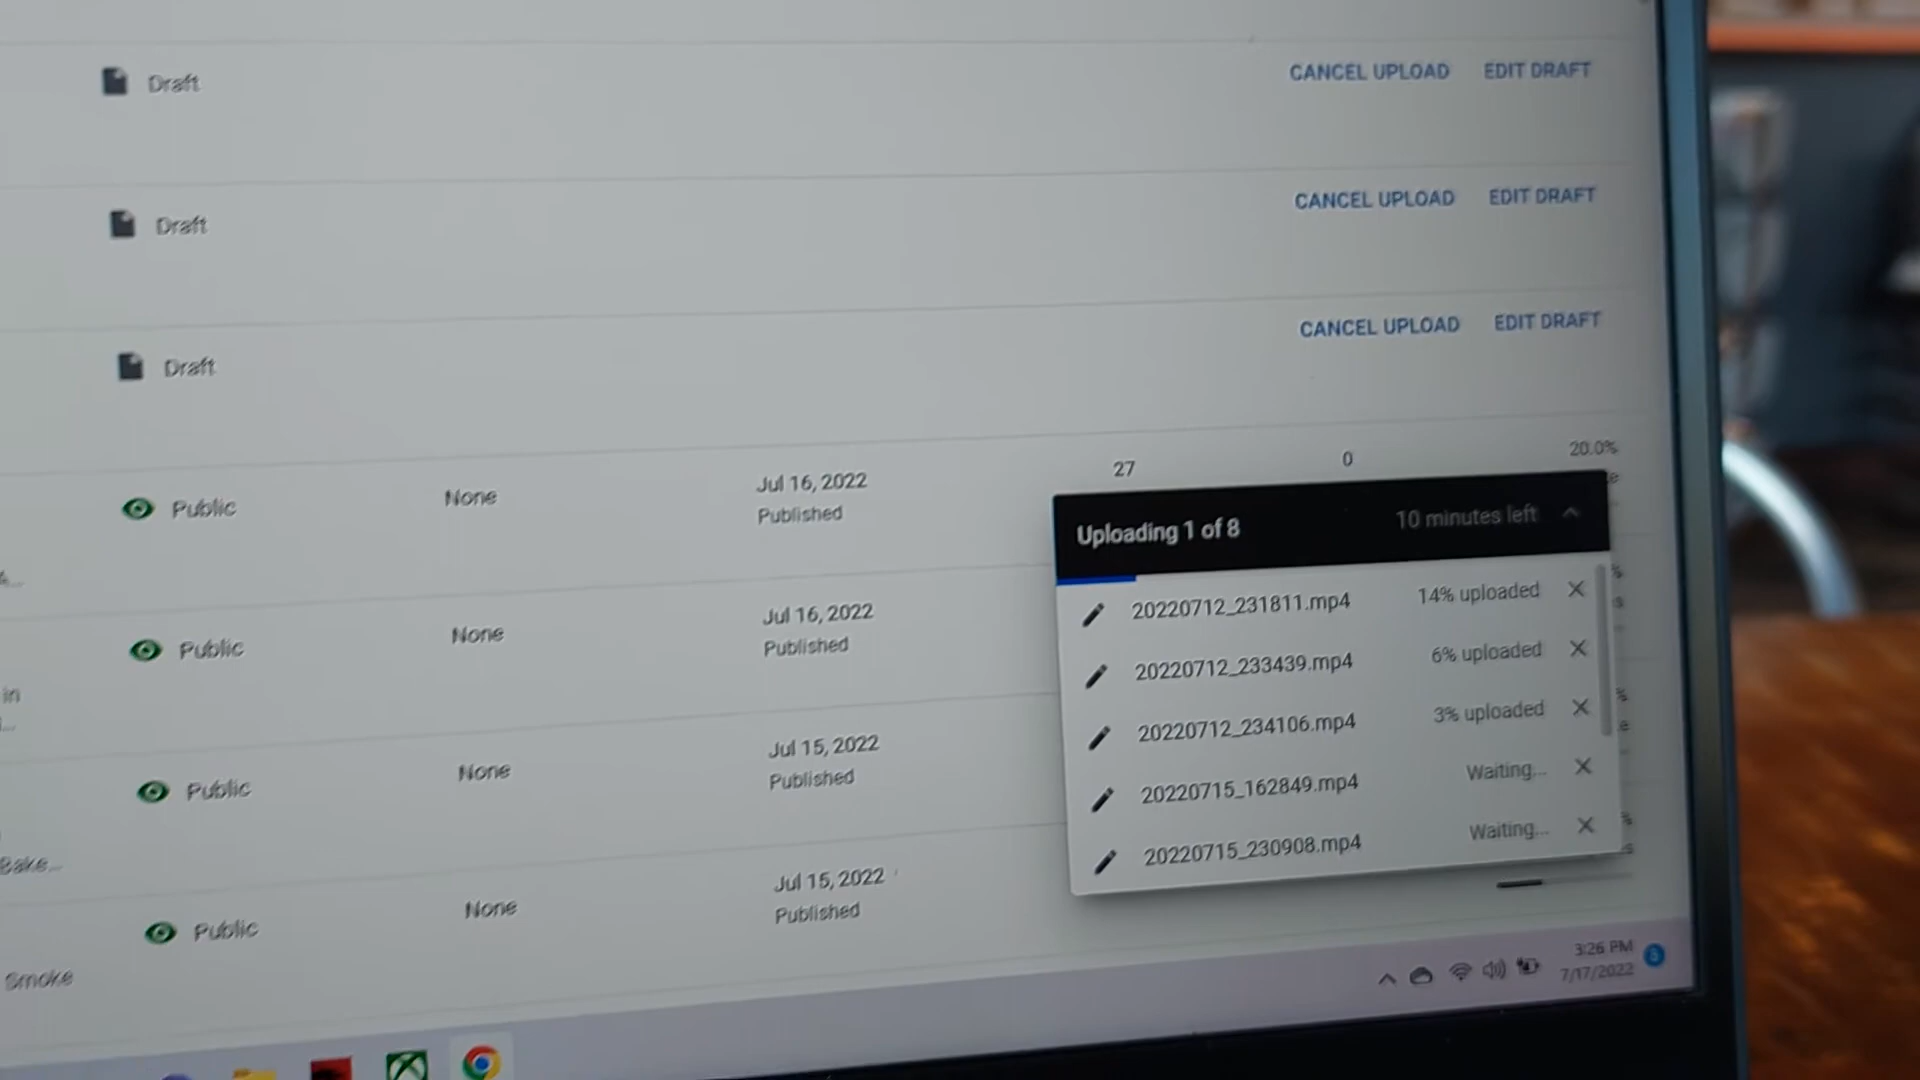 Draft CANCEL UPLOAD EDIT DRAFT
Draft CANCEL UPLOAD EDIT DRAFT
Draft CANCEL UPLOAD EDIT DRAFT
Public None Jul 16, 2022 27 0 20.0%
Published
Uploading 1 of 8 10 minutes left
20220712_231811.mp4 14% uploaded
Public None Jul 16, 2022
Published
20220712_233439.mp4 6% uploaded
in
20220712_234106.mp4 3% uploaded
Public None Jul 15, 2022
Published
20220715_162849.mp4 Waiting...
20220715_230908.mp4 Waiting...
Bake...
Public None Jul 15, 2022
Published
Smoke
3:26 PM
7/17/2022